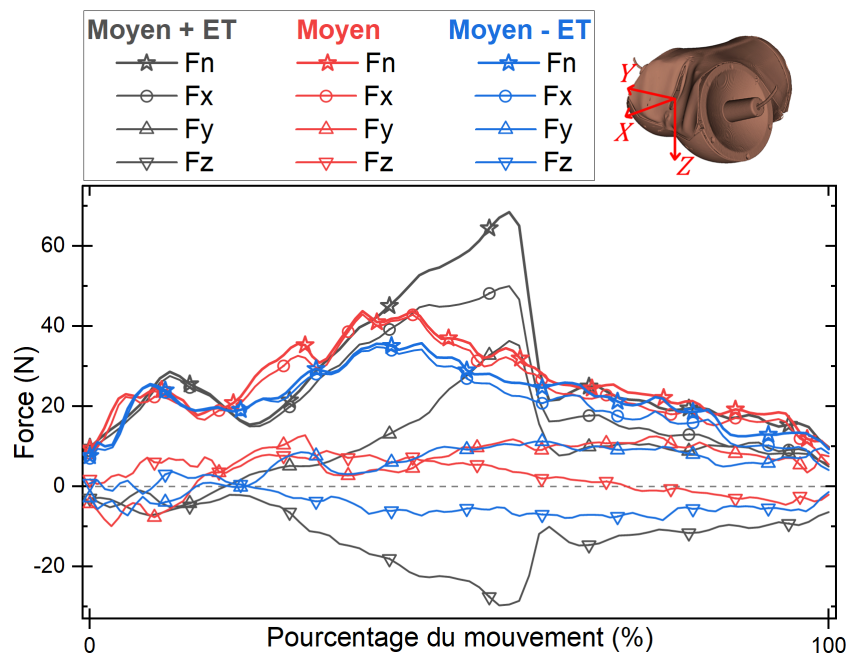 Moyen + ET Moyen Moyen - ET
Fn Fn Fn
Fx Fx Fx
Fy Fy Fy
Fz Fz Fz
Y
X
Z
60
40
20
0
-20
Force (N)
0 100
Pourcentage du mouvement (%)